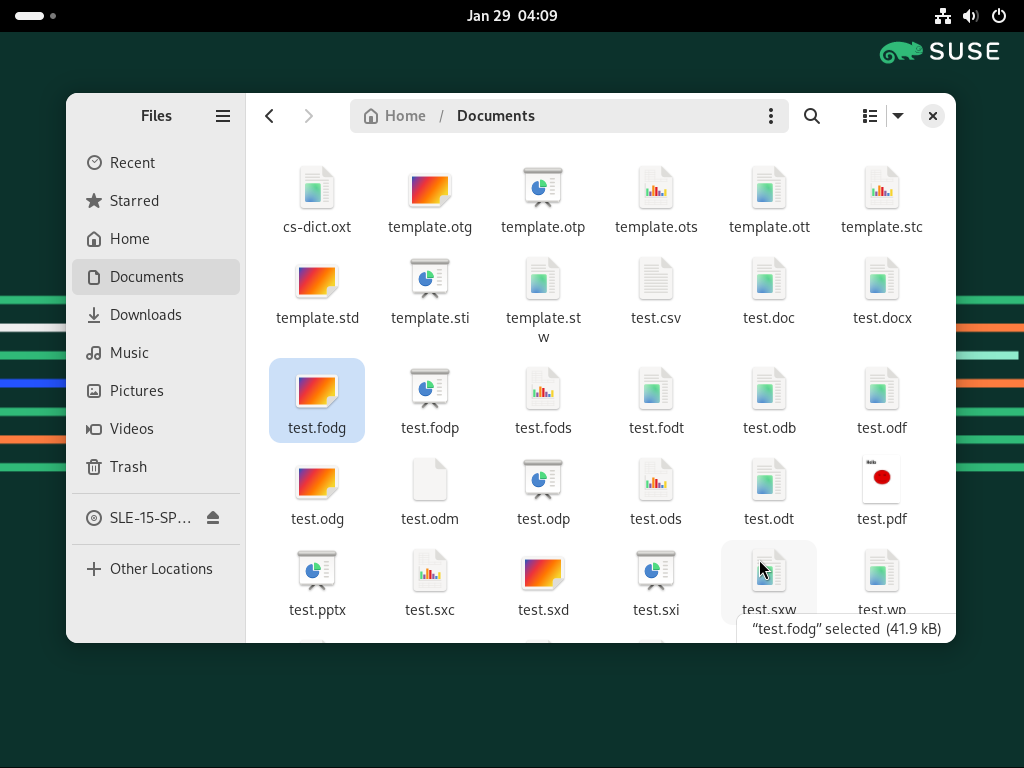 Jan 29 04:09
SUSE
Files
Home / Documents
Recent
Starred
Home
Documents
Downloads
Music
Pictures
Videos
Trash
SLE-15-SP…
Other Locations
cs-dict.oxt
template.otg
template.otp
template.ots
template.ott
template.stc
template.std
template.sti
template.st
w
test.csv
test.doc
test.docx
test.fodg
test.fodp
test.fods
test.fodt
test.odb
test.odf
test.odg
test.odm
test.odp
test.ods
test.odt
Hello
test.pdf
test.pptx
test.sxc
test.sxd
test.sxi
test.sxw
test.wp
“test.fodg” selected (41.9 kB)